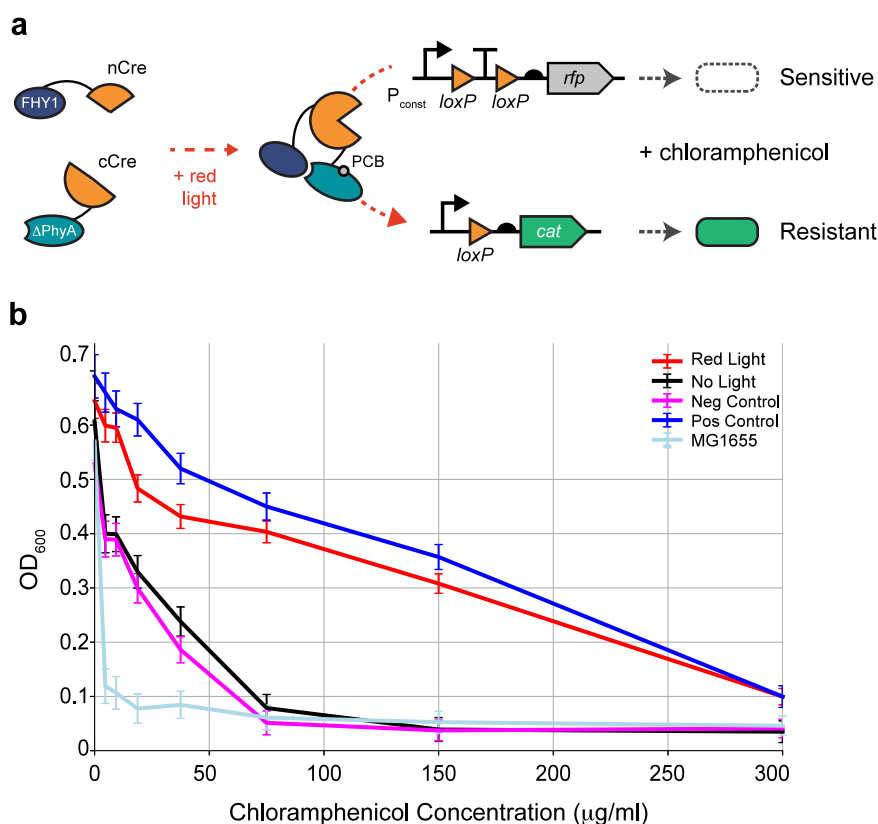 a
nCre
FHY1
cCre
ΔPhyA
+ red
light
PCB
P const
loxP
loxP
rfp
Sensitive
+ chloramphenicol
loxP
cat
Resistant
b
0.7
0.6
0.5
0.4
0.3
0.2
0.1
0
OD600
Red Light
No Light
Neg Control
Pos Control
MG1655
0 50 100 150 200 250 300
Chloramphenicol Concentration (μg/ml)